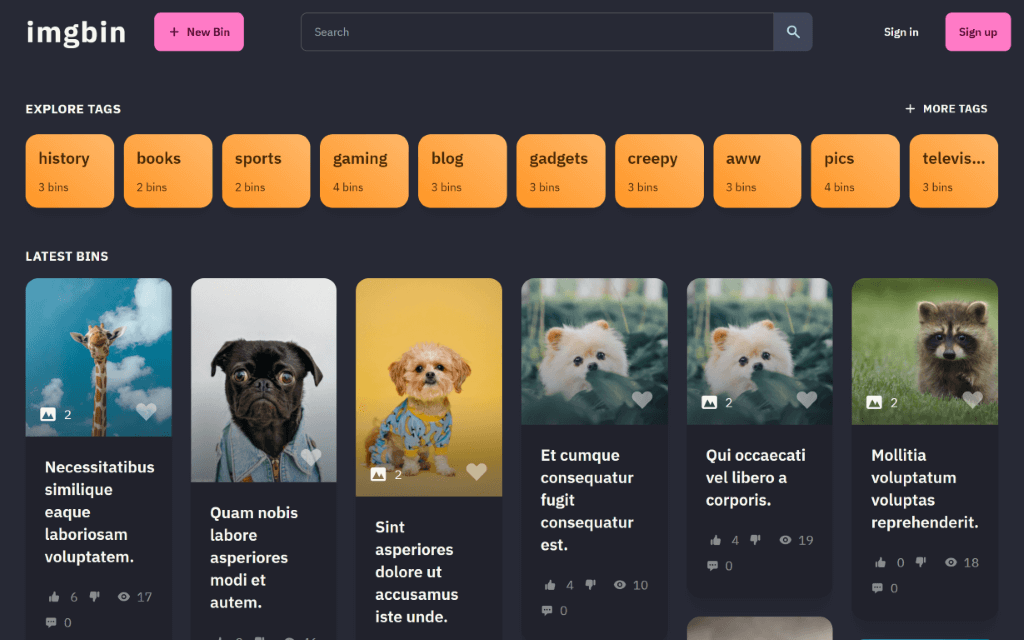 imgbin
+ New Bin
Search
Sign in
Sign up
EXPLORE TAGS
+ MORE TAGS
history
3 bins
books
2 bins
sports
2 bins
gaming
4 bins
blog
3 bins
gadgets
3 bins
creepy
3 bins
aww
3 bins
pics
4 bins
televis...
3 bins
LATEST BINS
2
Necessitatibus
similique
eaque
laboriosam
voluptatem.
6 17
0
Quam nobis
labore
asperiores
modi et
autem.
2
Sint
asperiores
dolore ut
accusamus
iste unde.
Et cumque
consequatur
fugit
consequatur
est.
4 10
0
2
Qui occaecati
vel libero a
corporis.
4 19
0
2
Mollitia
voluptatum
voluptas
reprehenderit.
0 18
0